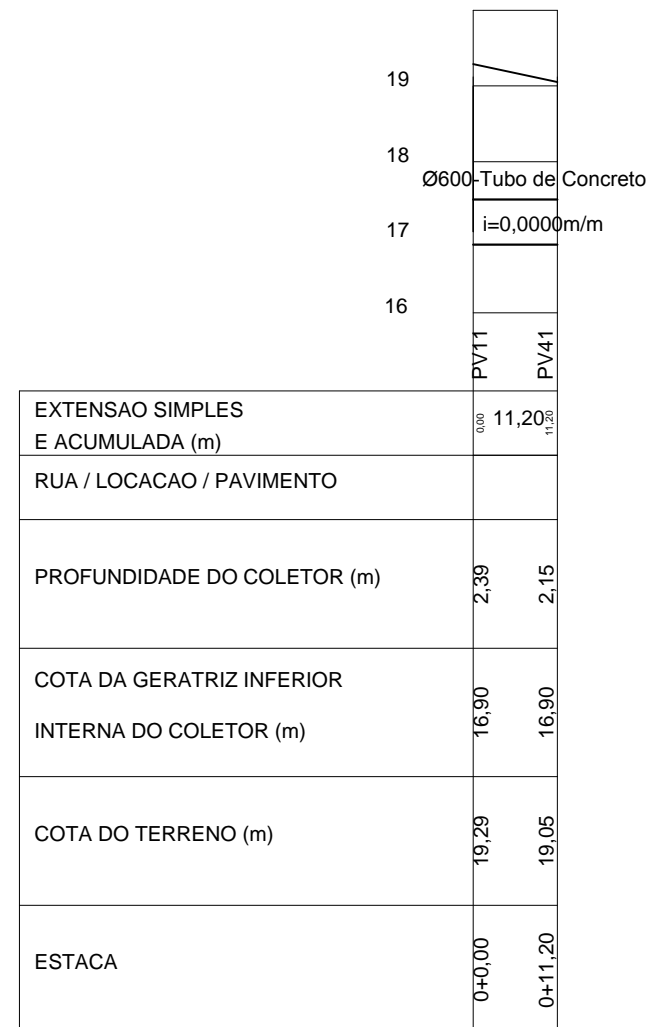 19
18
Ø600-Tubo de Concreto
17
i=0,0000m/m
16
PV11
PV41
EXTENSAO SIMPLES
E ACUMULADA (m)
0,00
11,20
11,20
RUA / LOCACAO / PAVIMENTO
PROFUNDIDADE DO COLETOR (m)
2,39
2,15
COTA DA GERATRIZ INFERIOR
INTERNA DO COLETOR (m)
16,90
16,90
COTA DO TERRENO (m)
19,29
19,05
ESTACA
0+0,00
0+11,20